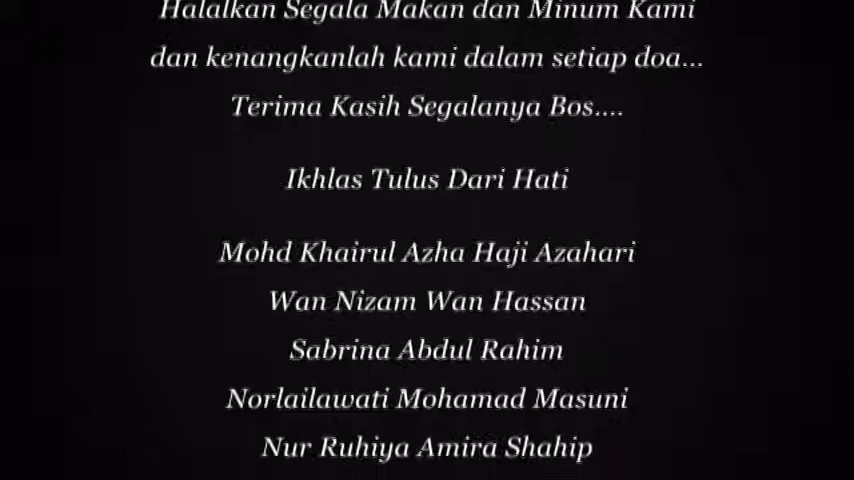 Halalkan Segala Makan dan Minum Kami
dan kenangkanlah kami dalam setiap doa...
Terima Kasih Segalanya Bos....
Ikhlas Tulus Dari Hati
Mohd Khairul Azha Haji Azahari
Wan Nizam Wan Hassan
Sabrina Abdul Rahim
Norlailawati Mohamad Masuni
Nur Ruhiya Amira Shahip